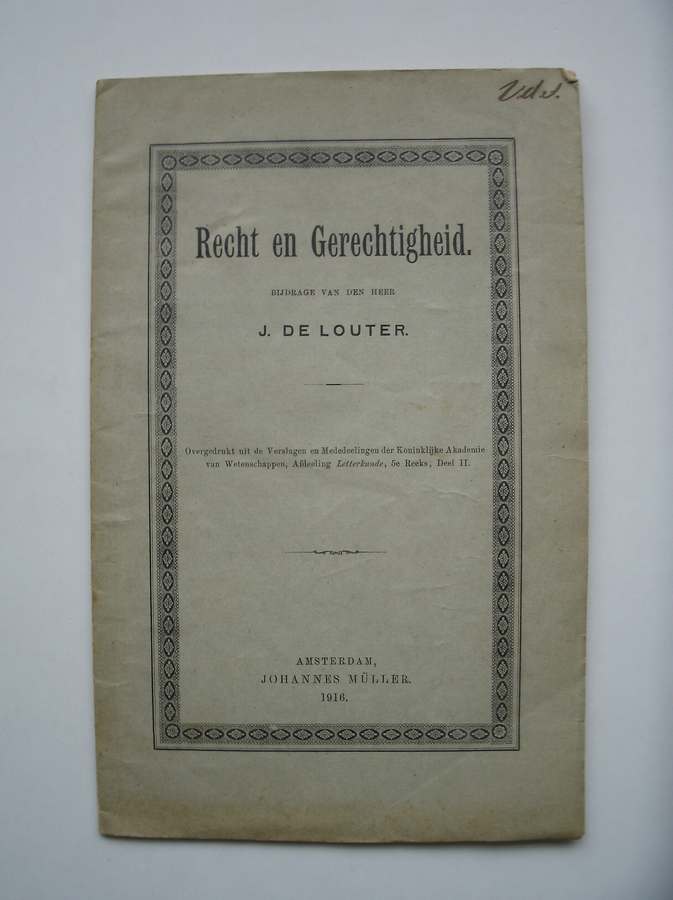 Recht en Gerechtigheid.
BIJDRAGE VAN DEN HEER
J. DE LOUTER.
Overgedrukt uit de Verslagen en Mededeelingen der Koninklijke Akademie
van Wetenschappen, Afdeeling Letterkunde, 5e Reeks, Deel II.
AMSTERDAM,
JOHANNES MÜLLER.
1916.